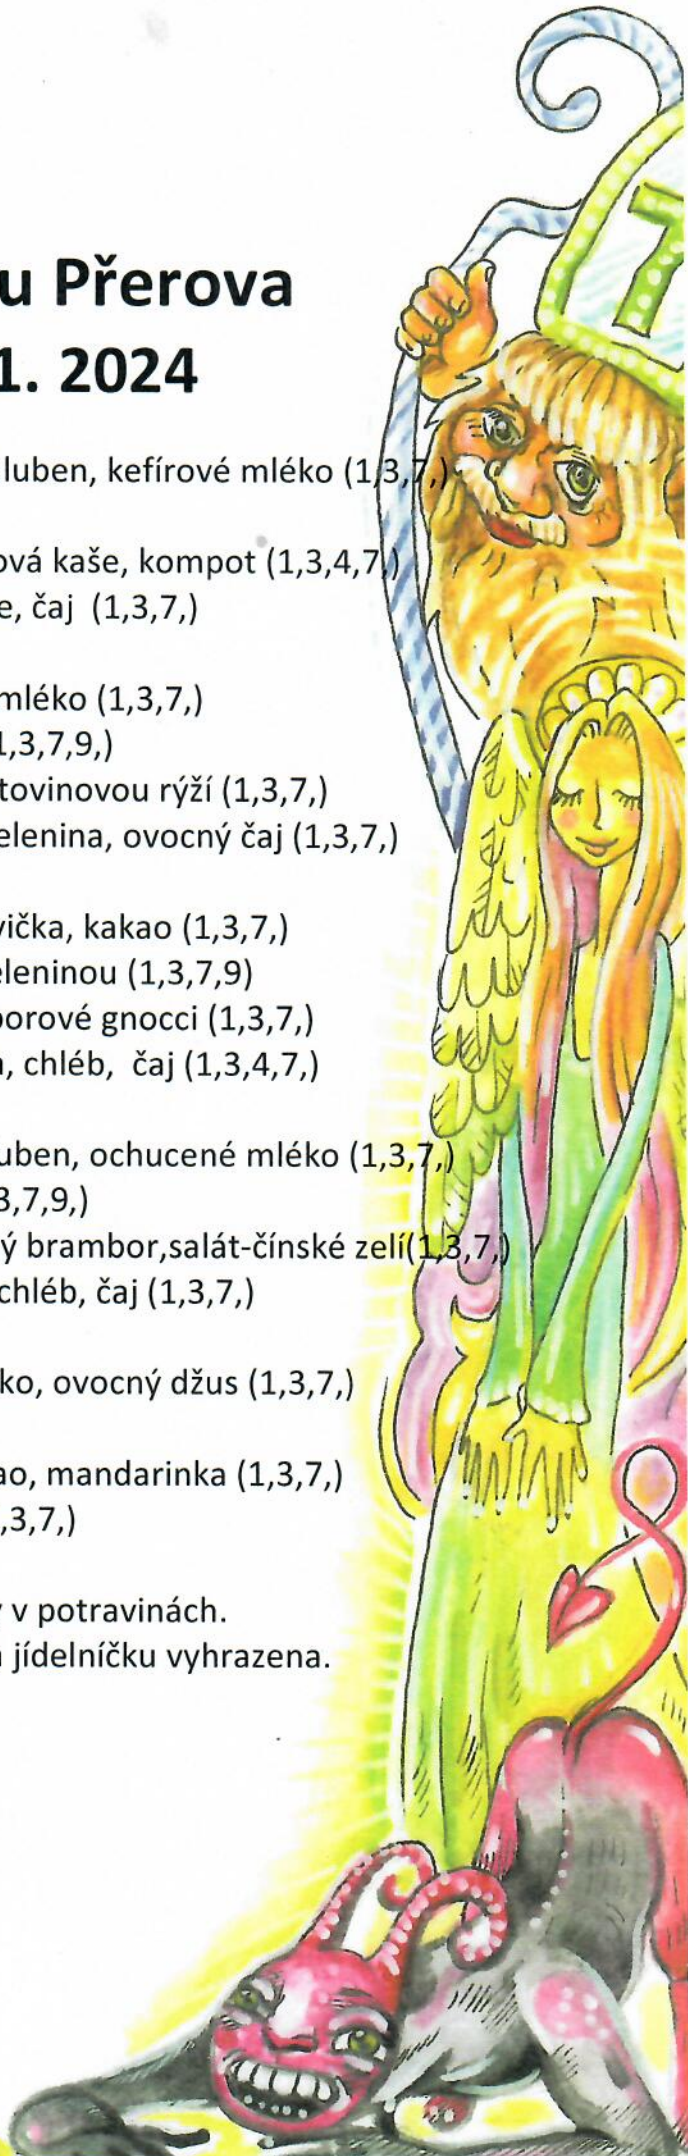 u Přerova
1. 2024
luben, kefírové mléko (1,3,7,)
ová kaše, kompot (1,3,4,7,)
e, čaj (1,3,7,)
mléko (1,3,7,)
1,3,7,9,)
tovinovou rýží (1,3,7,)
elenina, ovocný čaj (1,3,7,)
vička, kakao (1,3,7,)
eleninou (1,3,7,9)
borové gnocci (1,3,7,)
, chléb, čaj (1,3,4,7,)
uben, ochucené mléko (1,3,7,)
3,7,9,)
ý brambor,salát-čínské zelí(1,3,7,)
chléb, čaj (1,3,7,)
ko, ovocný džus (1,3,7,)
ao, mandarinka (1,3,7,)
,3,7,)
v potravinách.
jídelníčku vyhrazena.